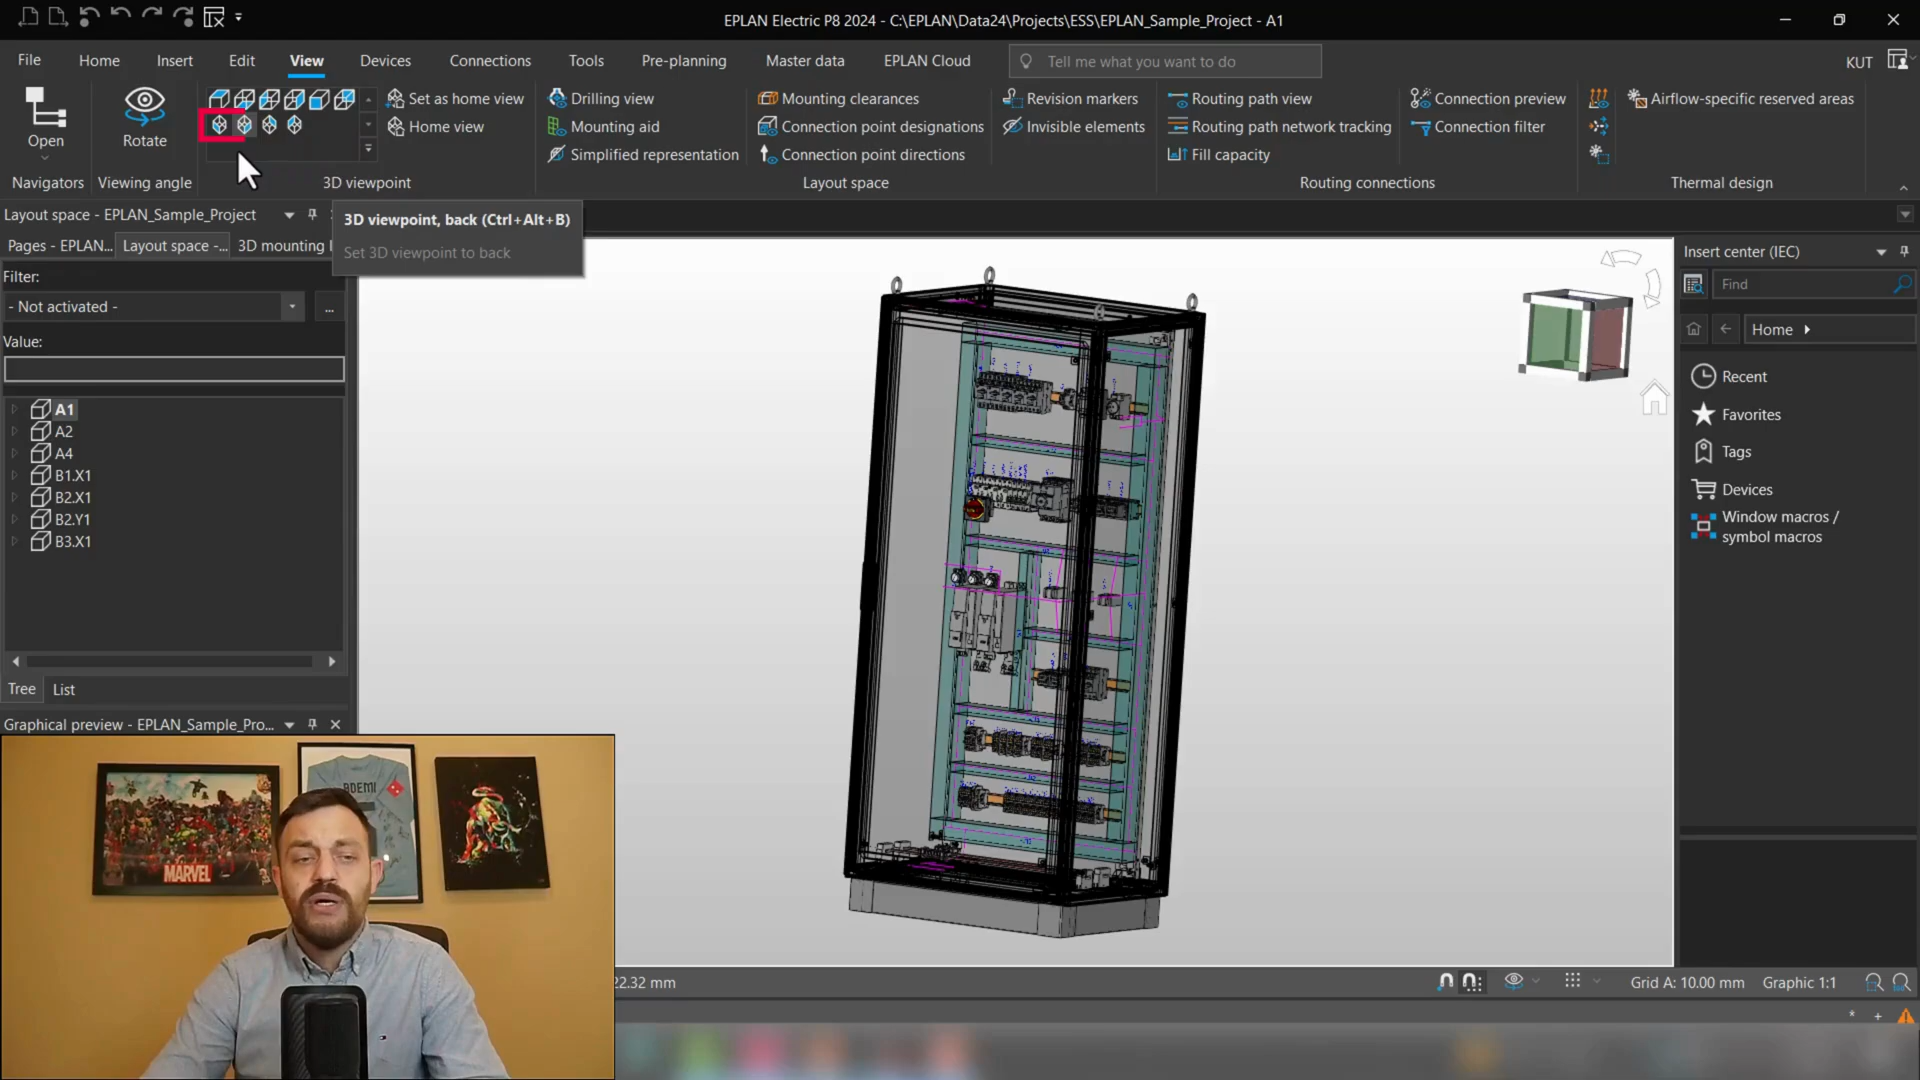 EPLAN Electric P8 2024 - C:\EPLAN\Data24\Projects\ESS\EPLAN_Sample_Project - A1
File Home Insert Edit View Devices Connections Tools Pre-planning Master data EPLAN Cloud Tell me what you want to do KUT
Open
Navigators
Rotate
Viewing angle
Set as home view
Home view
3D viewpoint
Drilling view
Mounting aid
Simplified representation
Mounting clearances
Connection point designations
Connection point directions
Revision markers
Invisible elements
Layout space
Routing path view
Routing path network tracking
Fill capacity
Connection preview
Connection filter
Routing connections
Airflow-specific reserved areas
Thermal design
Layout space - EPLAN_Sample_Project
Pages - EPLAN... Layout space -... 3D mounting
3D viewpoint, back (Ctrl+Alt+B)
Set 3D viewpoint to back
Filter:
- Not activated -
...
Value:
A1
A2
A4
B1.X1
B2.X1
B2.Y1
B3.X1
Tree List
Graphical preview - EPLAN_Sample_Pro...
MARVEL
BDEMI
Insert center (IEC)
Find
Home
Recent
Favorites
Tags
Devices
Window macros /
symbol macros
22.32 mm
Grid A: 10.00 mm Graphic 1:1